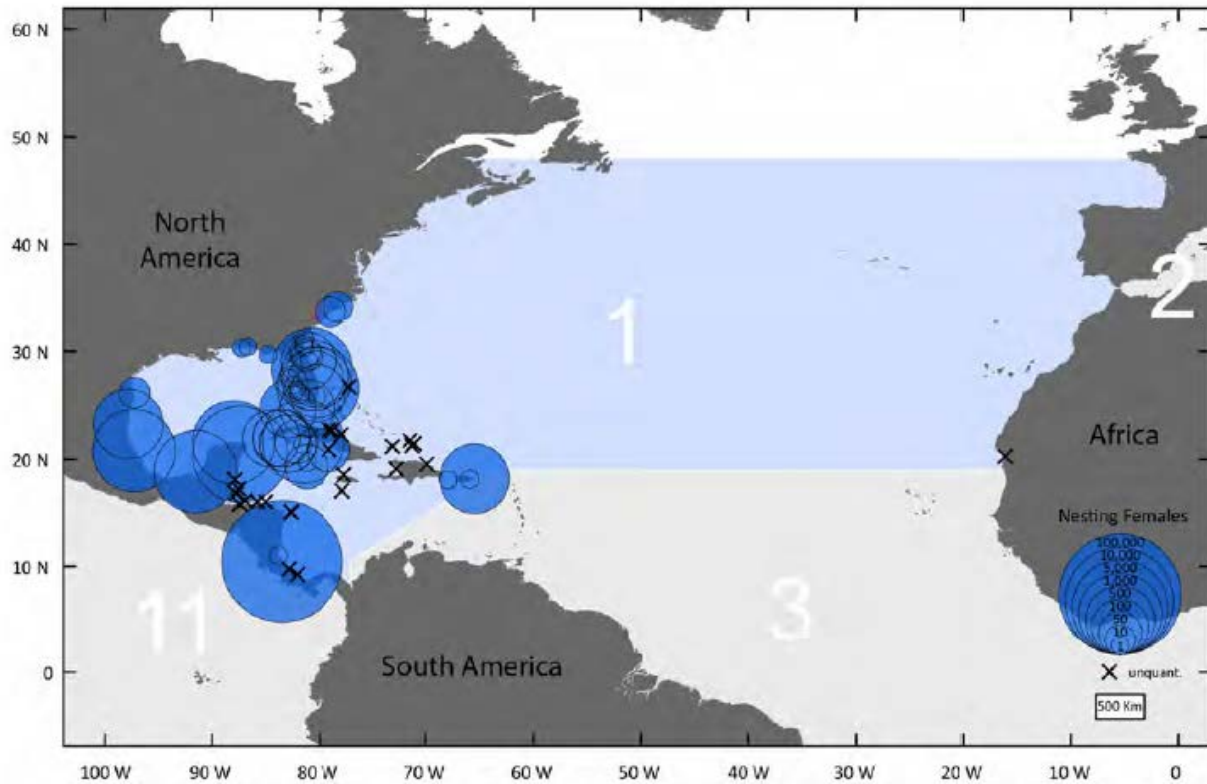 60 N
50 N
40 N
30 N
20 N
10 N
0
North
America
1
2
Africa
Nesting Females
100,000
10,000
5,000
1,000
500
100
50
10
1
11
3
South America
unquant.
500 Km
100 W
90 W
80 W
70 W
60 W
50 W
40 W
30 W
20 W
10 W
0 W